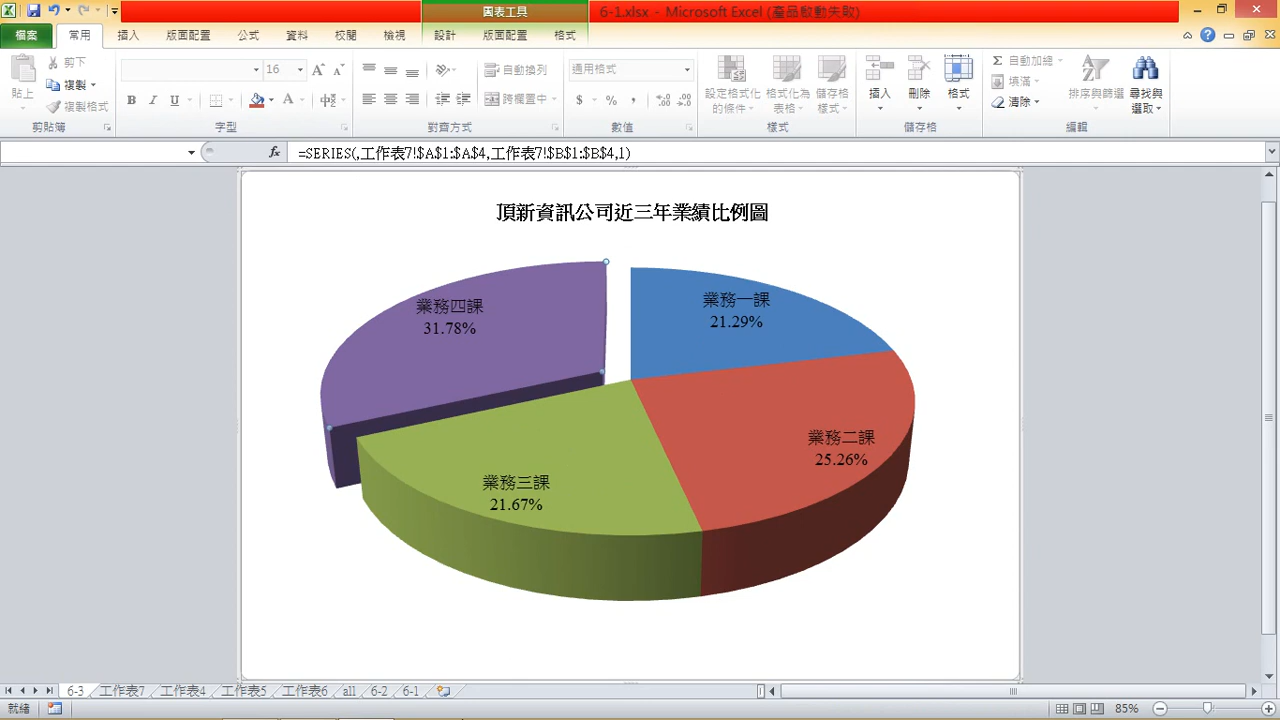 圖表工具
6-1.xlsx - Microsoft Excel (產品啟動失敗)
檔案 常用 插入 版面配置 公式 資料 校閱 檢視 設計 版面配置 格式
貼上
剪下
複製
複製格式
剪貼簿
16
字型
自動換列
跨欄置中
對齊方式
通用格式
數值
設定格式化的條件
格式化為表格
儲存格樣式
樣式
插入 刪除 格式
儲存格
自動加總
填滿
清除
排序與篩選
尋找與選取
編輯
=SERIES(,工作表7!$A$1:$A$4,工作表7!$B$1:$B$4,1)
頂新資訊公司近三年業績比例圖
業務四課
31.78%
業務一課
21.29%
業務二課
25.26%
業務三課
21.67%
6-3 工作表7 工作表4 工作表5 工作表6 all 6-2 6-1
就緒
85%